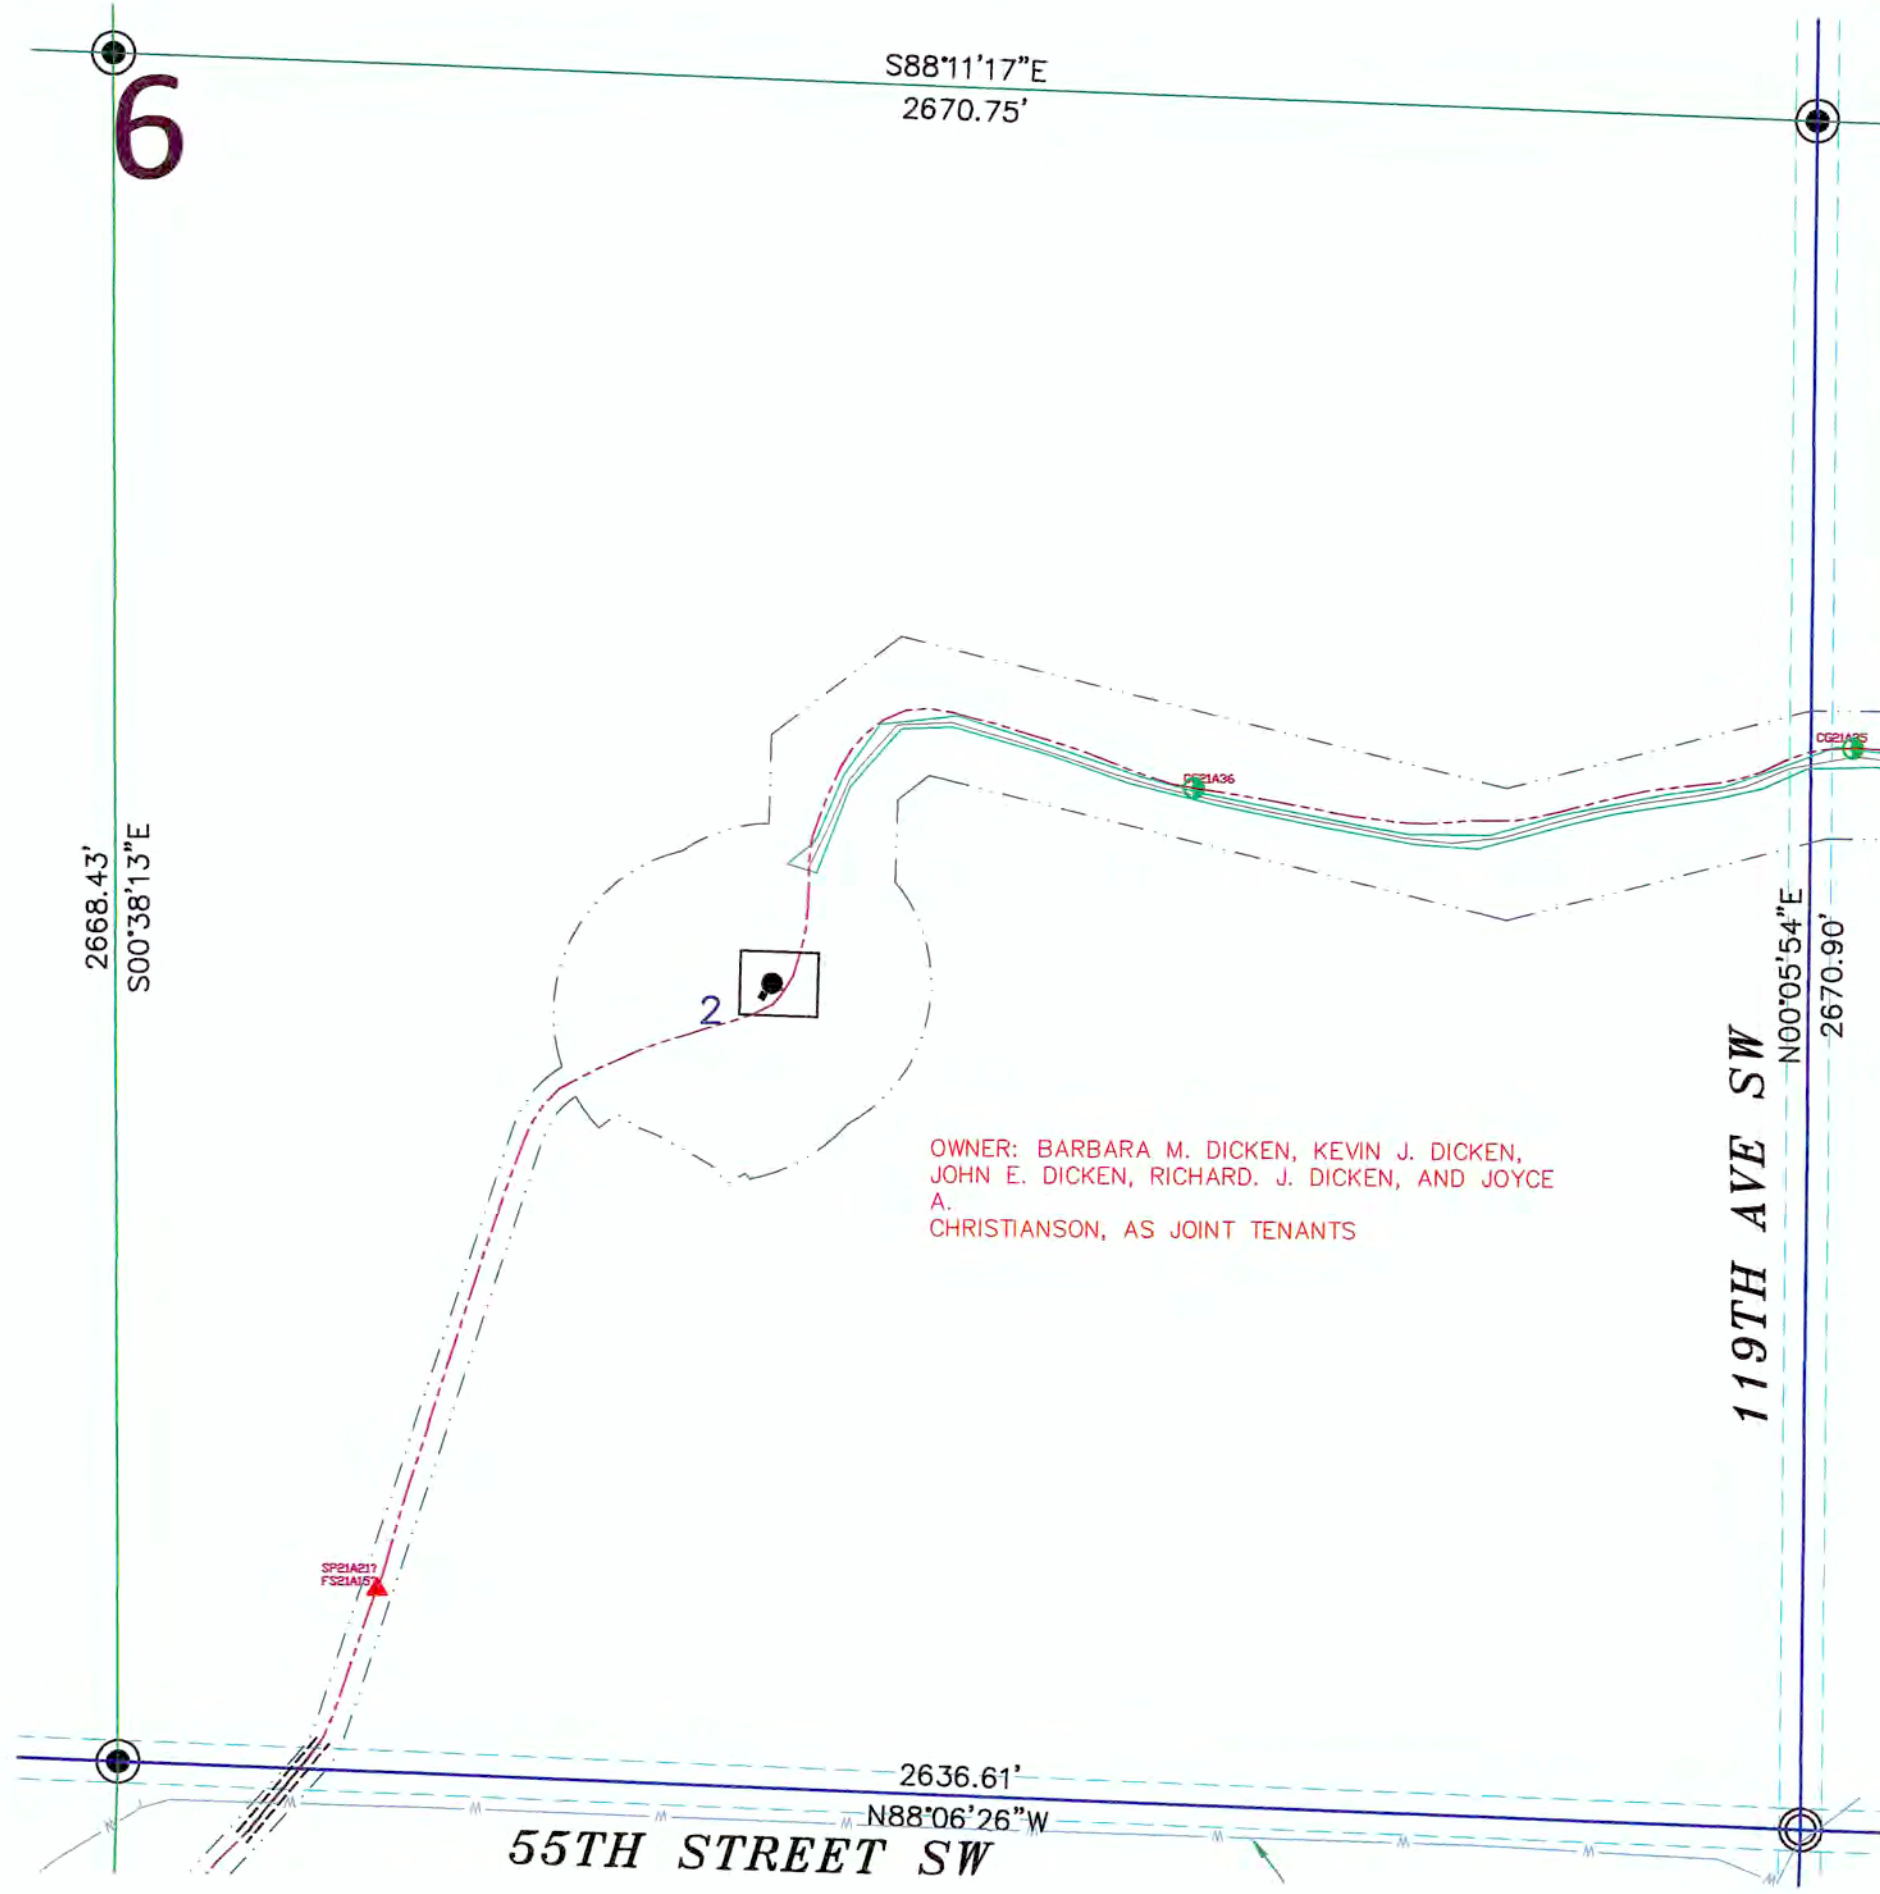 6
S88°11'17"E
2670.75'
CG21A35
CG21A36
2668.43'
S00°38'13"E
N00°05'54"E
2670.90'
2
119TH AVE SW
OWNER: BARBARA M. DICKEN, KEVIN J. DICKEN,
JOHN E. DICKEN, RICHARD. J. DICKEN, AND JOYCE
A.
CHRISTIANSON, AS JOINT TENANTS
SP21A217
FS21A157
2636.61'
W W W W W W W W
N88°06'26"W
55TH STREET SW